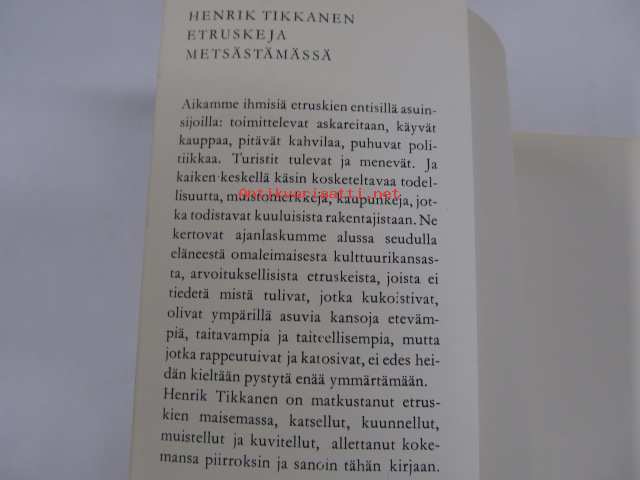 HENRIK TIKKANEN
ETRUSKEJA
METSÄSTÄMÄSSÄ
Aikamme ihmisiä etruskien entisillä asuin-
sijoilla: toimittelevat askareitaan, käyvät
kauppaa, pitävät kahvilaa, puhuvat poli-
tiikkaa. Turistit tulevat ja menevät. Ja
kaiken keskellä käsin kosketeltavaa todel-
Antikvariaatti.net
lisuutta, muistomerkkejä, kaupunkeja, jot-
ka todistavat kuuluisista rakentajistaan. Ne
kertovat ajanlaskumme alussa seudulla
eläneestä omaleimaisesta kulttuurikansas-
ta, arvoituksellisista etruskeista, joista ei
tiedetä mistä tulivat, jotka kukoistivat,
olivat ympärillä asuvia kansoja eteväm-
piä, taitavampia ja taiteellisempia, mutta
jotka rappeutuivat ja katosivat, ei edes hei-
dän kieltään pystytä enää ymmärtämään.
Henrik Tikkanen on matkustanut etrus-
kien maisemassa, katsellut, kuunnellut,
muistellut ja kuvitellut, allettanut koke-
mansa piirroksin ja sanoin tähän kirjaan.